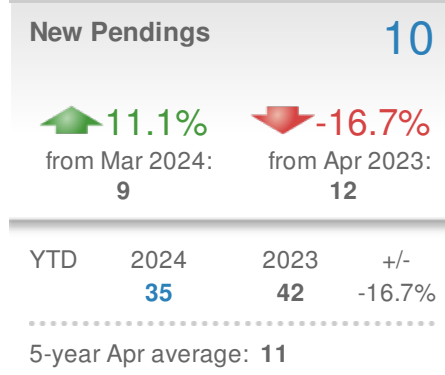 New Pendings 10
11.1% -16.7%
from Mar 2024: from Apr 2023:
9 12
YTD 2024 2023 +/-
35 42 -16.7%
5-year Apr average: 11